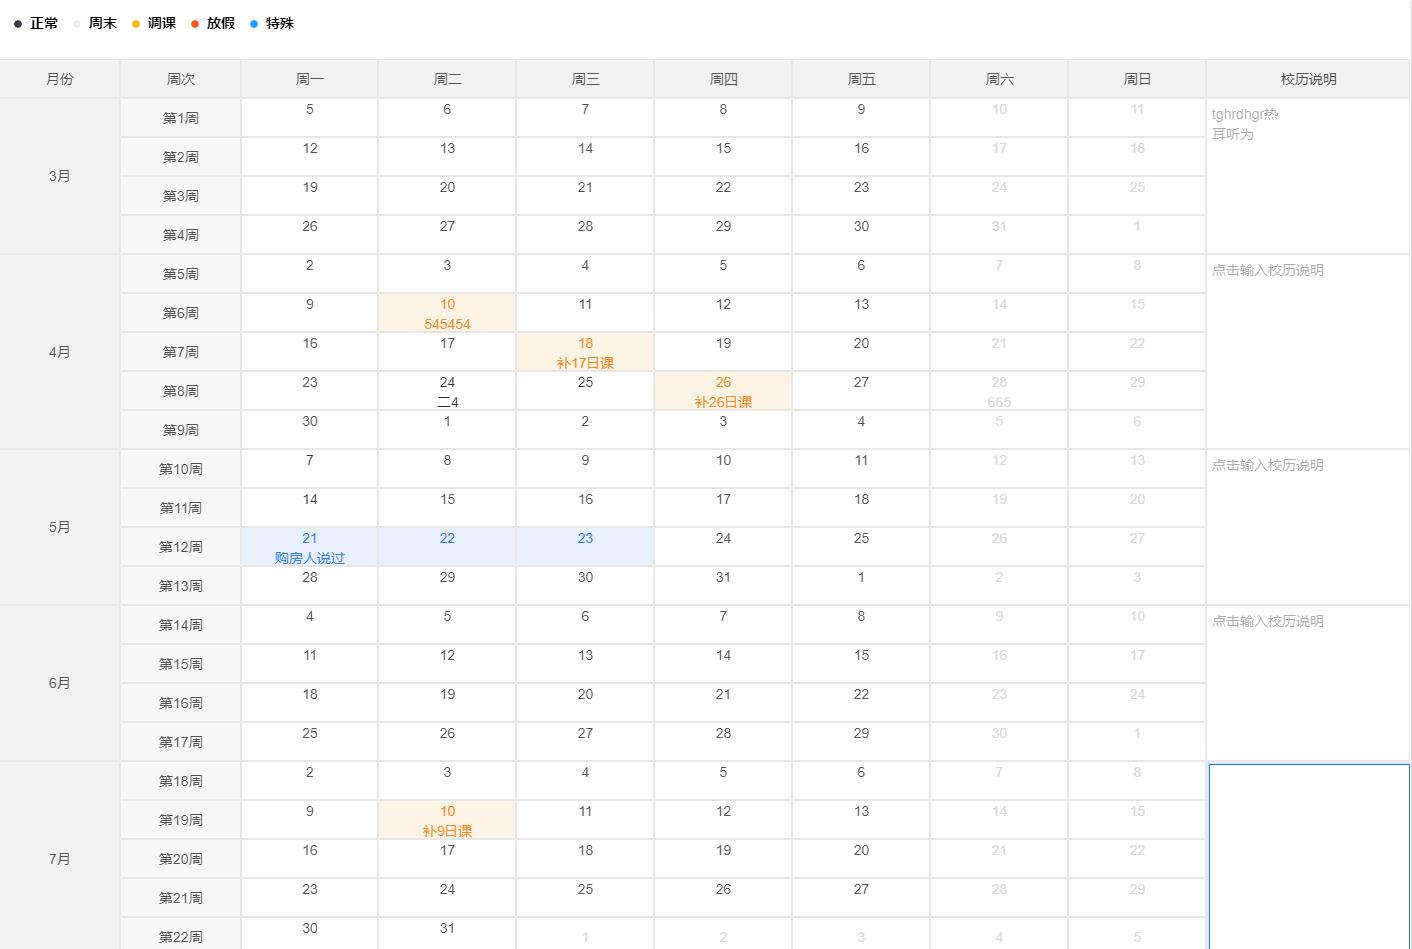 正常 周末 调课 放假 特殊
月份 周次 周一 周二 周三 周四 周五 周六 周日 校历说明
3月
第1周 5 6 7 8 9 10 11
tghrdhgr热
耳听为
第2周 12 13 14 15 16 17 18
第3周 19 20 21 22 23 24 25
第4周 26 27 28 29 30 31 1
4月
第5周 2 3 4 5 6 7 8
点击输入校历说明
第6周 9 10 11 12 13 14 15
545454
第7周 16 17 18 19 20 21 22
补17日课
第8周 23 24 25 26 27 28 29
二4 补26日课 665
第9周 30 1 2 3 4 5 6
5月
第10周 7 8 9 10 11 12 13
点击输入校历说明
第11周 14 15 16 17 18 19 20
第12周 21 22 23 24 25 26 27
购房人说过
第13周 28 29 30 31 1 2 3
6月
第14周 4 5 6 7 8 9 10
点击输入校历说明
第15周 11 12 13 14 15 16 17
第16周 18 19 20 21 22 23 24
第17周 25 26 27 28 29 30 1
7月
第18周 2 3 4 5 6 7 8
第19周 9 10 11 12 13 14 15
补9日课
第20周 16 17 18 19 20 21 22
第21周 23 24 25 26 27 28 29
第22周 30 31 1 2 3 4 5